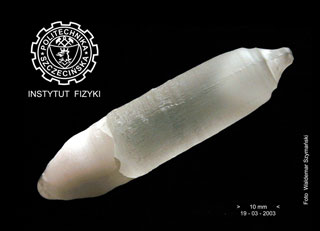 POLITECHNIKA
SZCZECIŃSKA
INSTYTUT FIZYKI
Foto Waldemar Szymański
> 10 mm <
19 - 03 - 2003